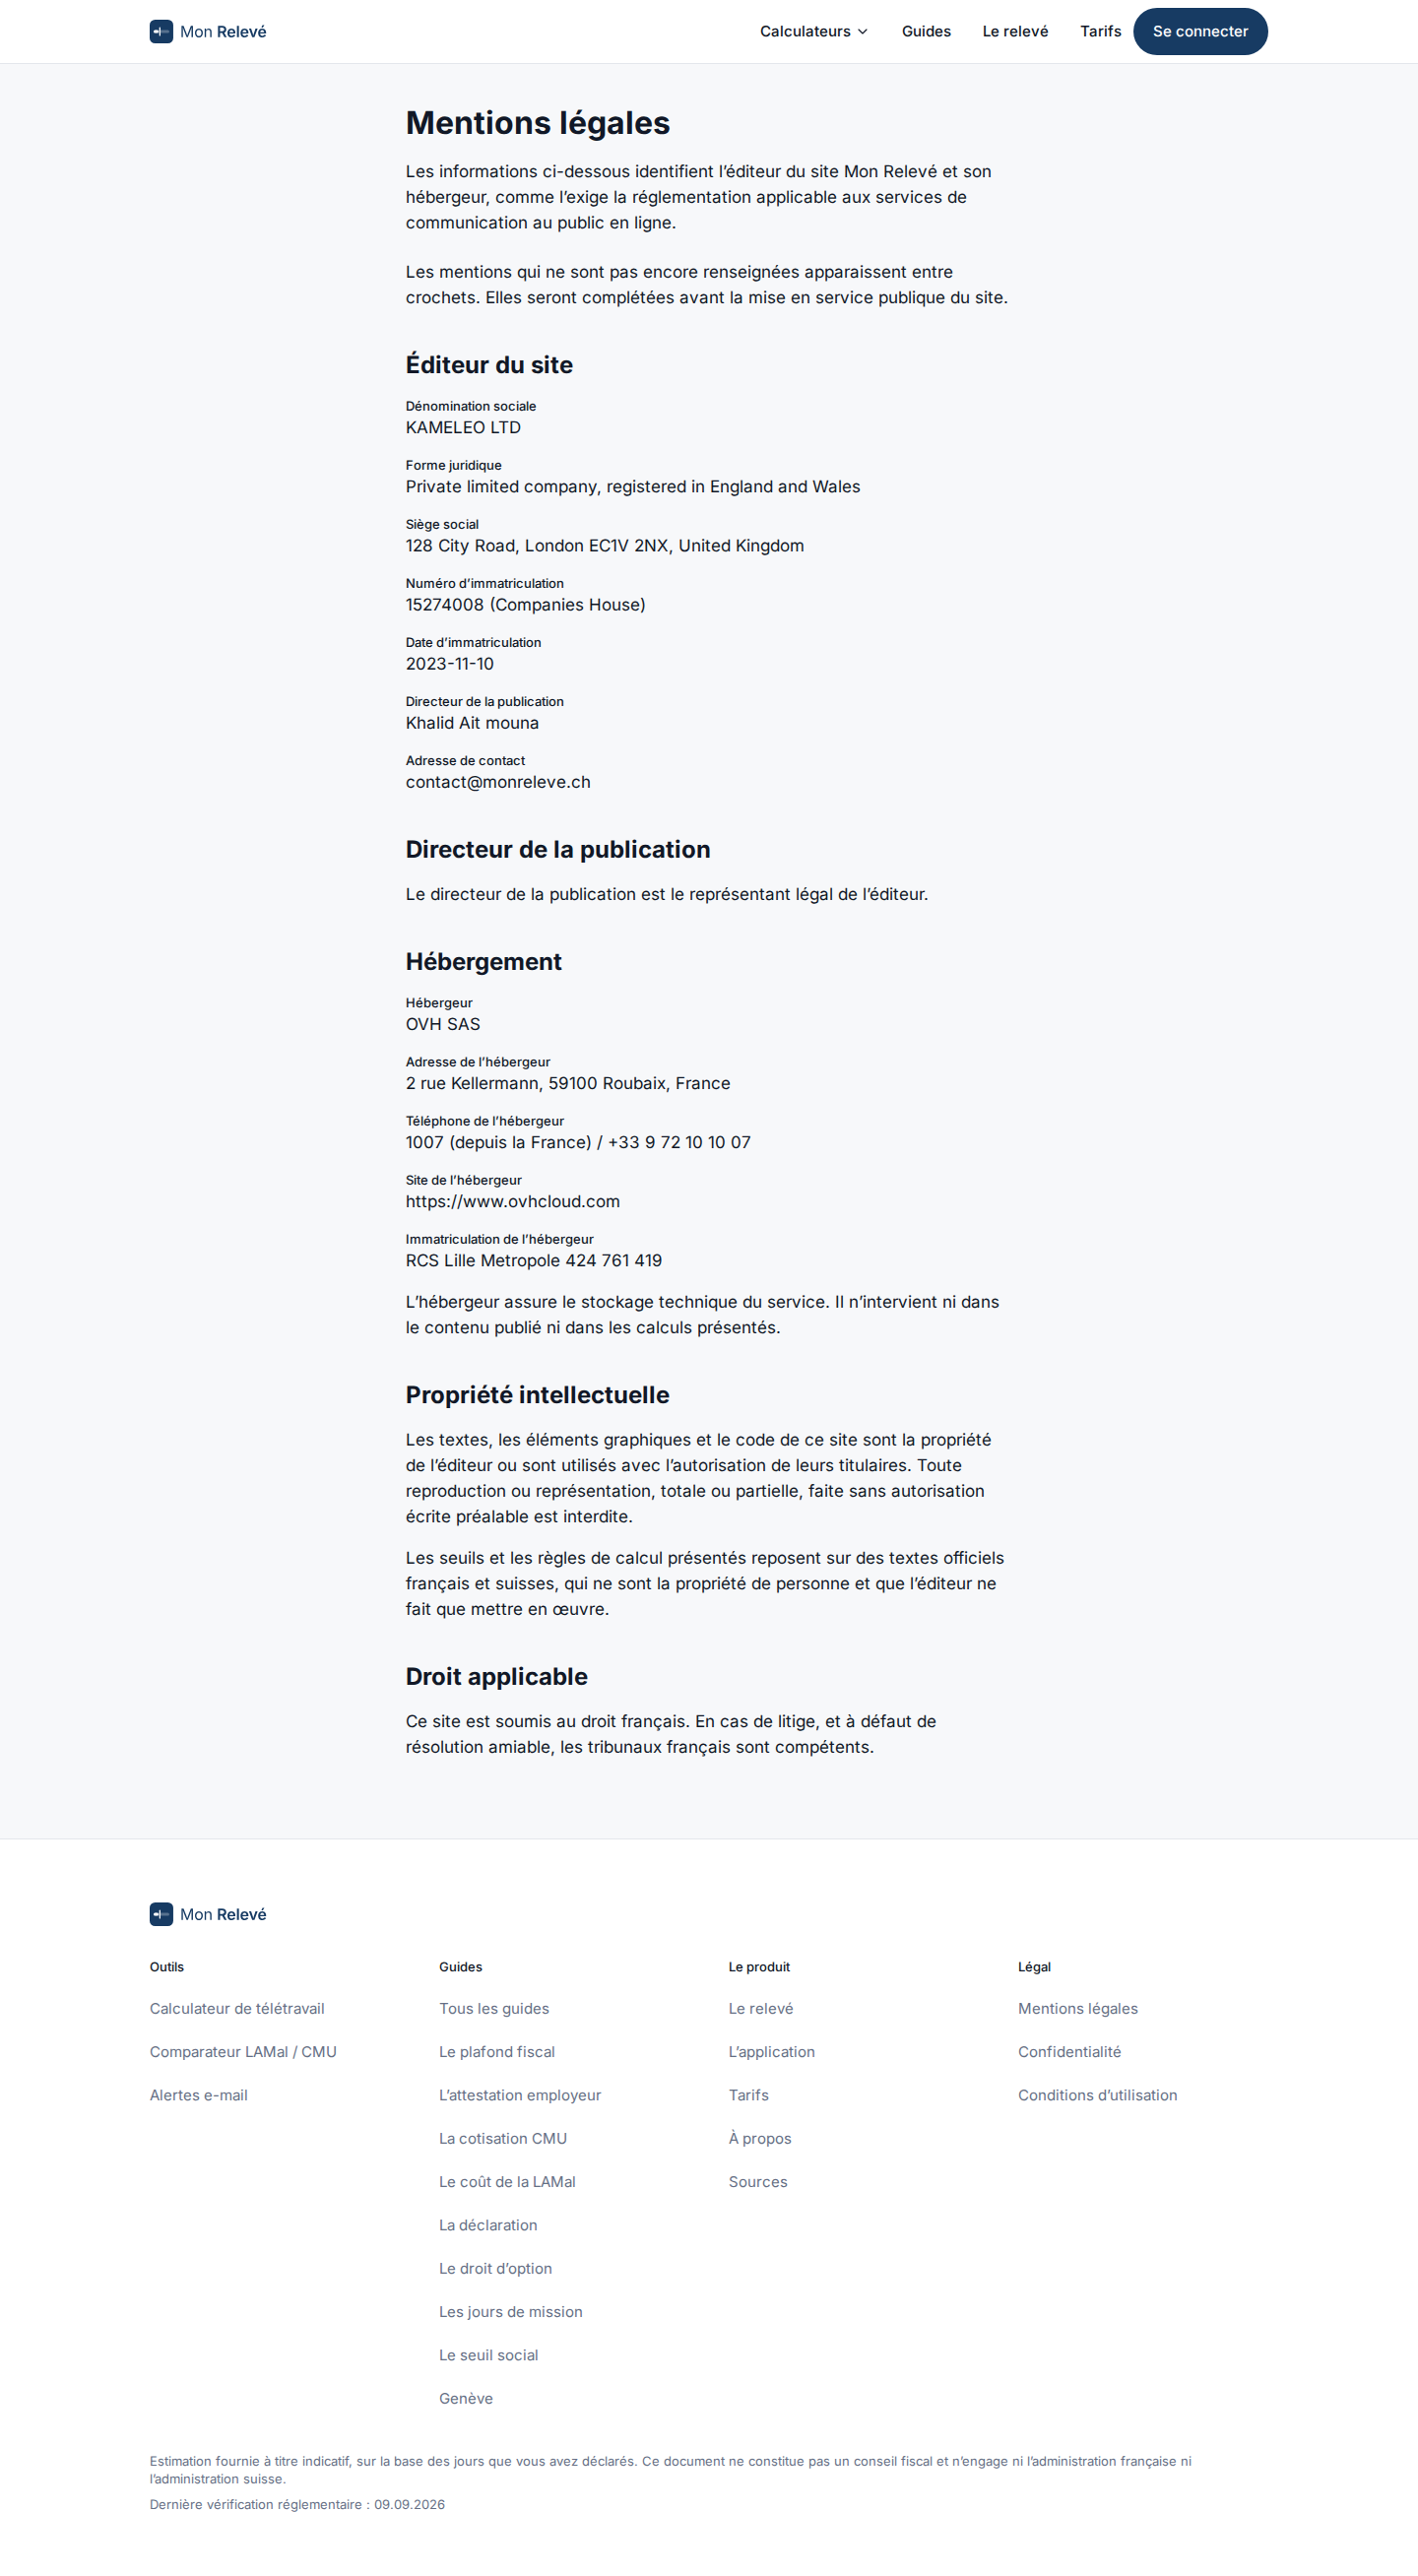 Mon Relevé
Calculateurs
Guides
Le relevé
Tarifs
Se connecter
Mentions légales
Les informations ci-dessous identifient l’éditeur du site Mon Relevé et son
hébergeur, comme l’exige la réglementation applicable aux services de
communication au public en ligne.
Les mentions qui ne sont pas encore renseignées apparaissent entre
crochets. Elles seront complétées avant la mise en service publique du site.
Éditeur du site
Dénomination sociale
KAMELEO LTD
Forme juridique
Private limited company, registered in England and Wales
Siège social
128 City Road, London EC1V 2NX, United Kingdom
Numéro d’immatriculation
15274008 (Companies House)
Date d’immatriculation
2023-11-10
Directeur de la publication
Khalid Ait mouna
Adresse de contact
contact@monreleve.ch
Directeur de la publication
Le directeur de la publication est le représentant légal de l’éditeur.
Hébergement
Hébergeur
OVH SAS
Adresse de l’hébergeur
2 rue Kellermann, 59100 Roubaix, France
Téléphone de l’hébergeur
1007 (depuis la France) / +33 9 72 10 10 07
Site de l’hébergeur
https://www.ovhcloud.com
Immatriculation de l’hébergeur
RCS Lille Metropole 424 761 419
L’hébergeur assure le stockage technique du service. Il n’intervient ni dans
le contenu publié ni dans les calculs présentés.
Propriété intellectuelle
Les textes, les éléments graphiques et le code de ce site sont la propriété
de l’éditeur ou sont utilisés avec l’autorisation de leurs titulaires. Toute
reproduction ou représentation, totale ou partielle, faite sans autorisation
écrite préalable est interdite.
Les seuils et les règles de calcul présentés reposent sur des textes officiels
français et suisses, qui ne sont la propriété de personne et que l’éditeur ne
fait que mettre en œuvre.
Droit applicable
Ce site est soumis au droit français. En cas de litige, et à défaut de
résolution amiable, les tribunaux français sont compétents.
Mon Relevé
Outils
Calculateur de télétravail
Comparateur LAMal / CMU
Alertes e-mail
Guides
Tous les guides
Le plafond fiscal
L’attestation employeur
La cotisation CMU
Le coût de la LAMal
La déclaration
Le droit d’option
Les jours de mission
Le seuil social
Genève
Le produit
Le relevé
L’application
Tarifs
À propos
Sources
Légal
Mentions légales
Confidentialité
Conditions d’utilisation
Estimation fournie à titre indicatif, sur la base des jours que vous avez déclarés. Ce document ne constitue pas un conseil fiscal et n’engage ni l’administration française ni
l’administration suisse.
Dernière vérification réglementaire : 09.09.2026